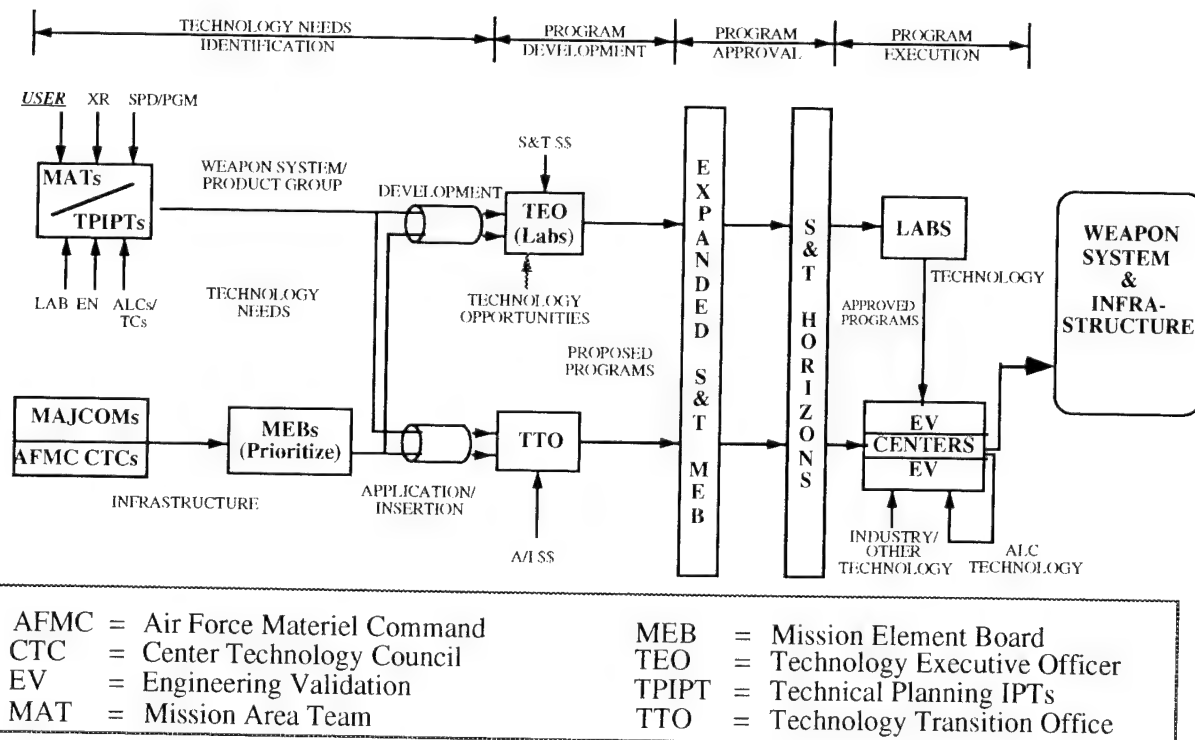 TECHNOLOGY NEEDS
IDENTIFICATION
PROGRAM
DEVELOPMENT
PROGRAM
APPROVAL
PROGRAM
EXECUTION
USER XR SPD/PGM
MATs
TPIPTs
LAB EN ALCs/
TCs
WEAPON SYSTEM/
PRODUCT GROUP
TECHNOLOGY
NEEDS
DEVELOPMENT
S&T $$
TEO
(Labs)
TECHNOLOGY
OPPORTUNITIES
PROPOSED
PROGRAMS
MAJCOMs
AFMC CTCs
INFRASTRUCTURE
MEBs
(Prioritize)
APPLICATION/
INSERTION
TTO
A/I $$
EXPANDED S&T MEB
S&T HORIZONS
LABS
TECHNOLOGY
APPROVED
PROGRAMS
EV
CENTERS
EV
INDUSTRY/
OTHER
TECHNOLOGY
ALC
TECHNOLOGY
WEAPON
SYSTEM
&
INFRA-
STRUCTURE
AFMC = Air Force Materiel Command
CTC = Center Technology Council
EV = Engineering Validation
MAT = Mission Area Team
MEB = Mission Element Board
TEO = Technology Executive Officer
TPIPT = Technical Planning IPTs
TTO = Technology Transition Office